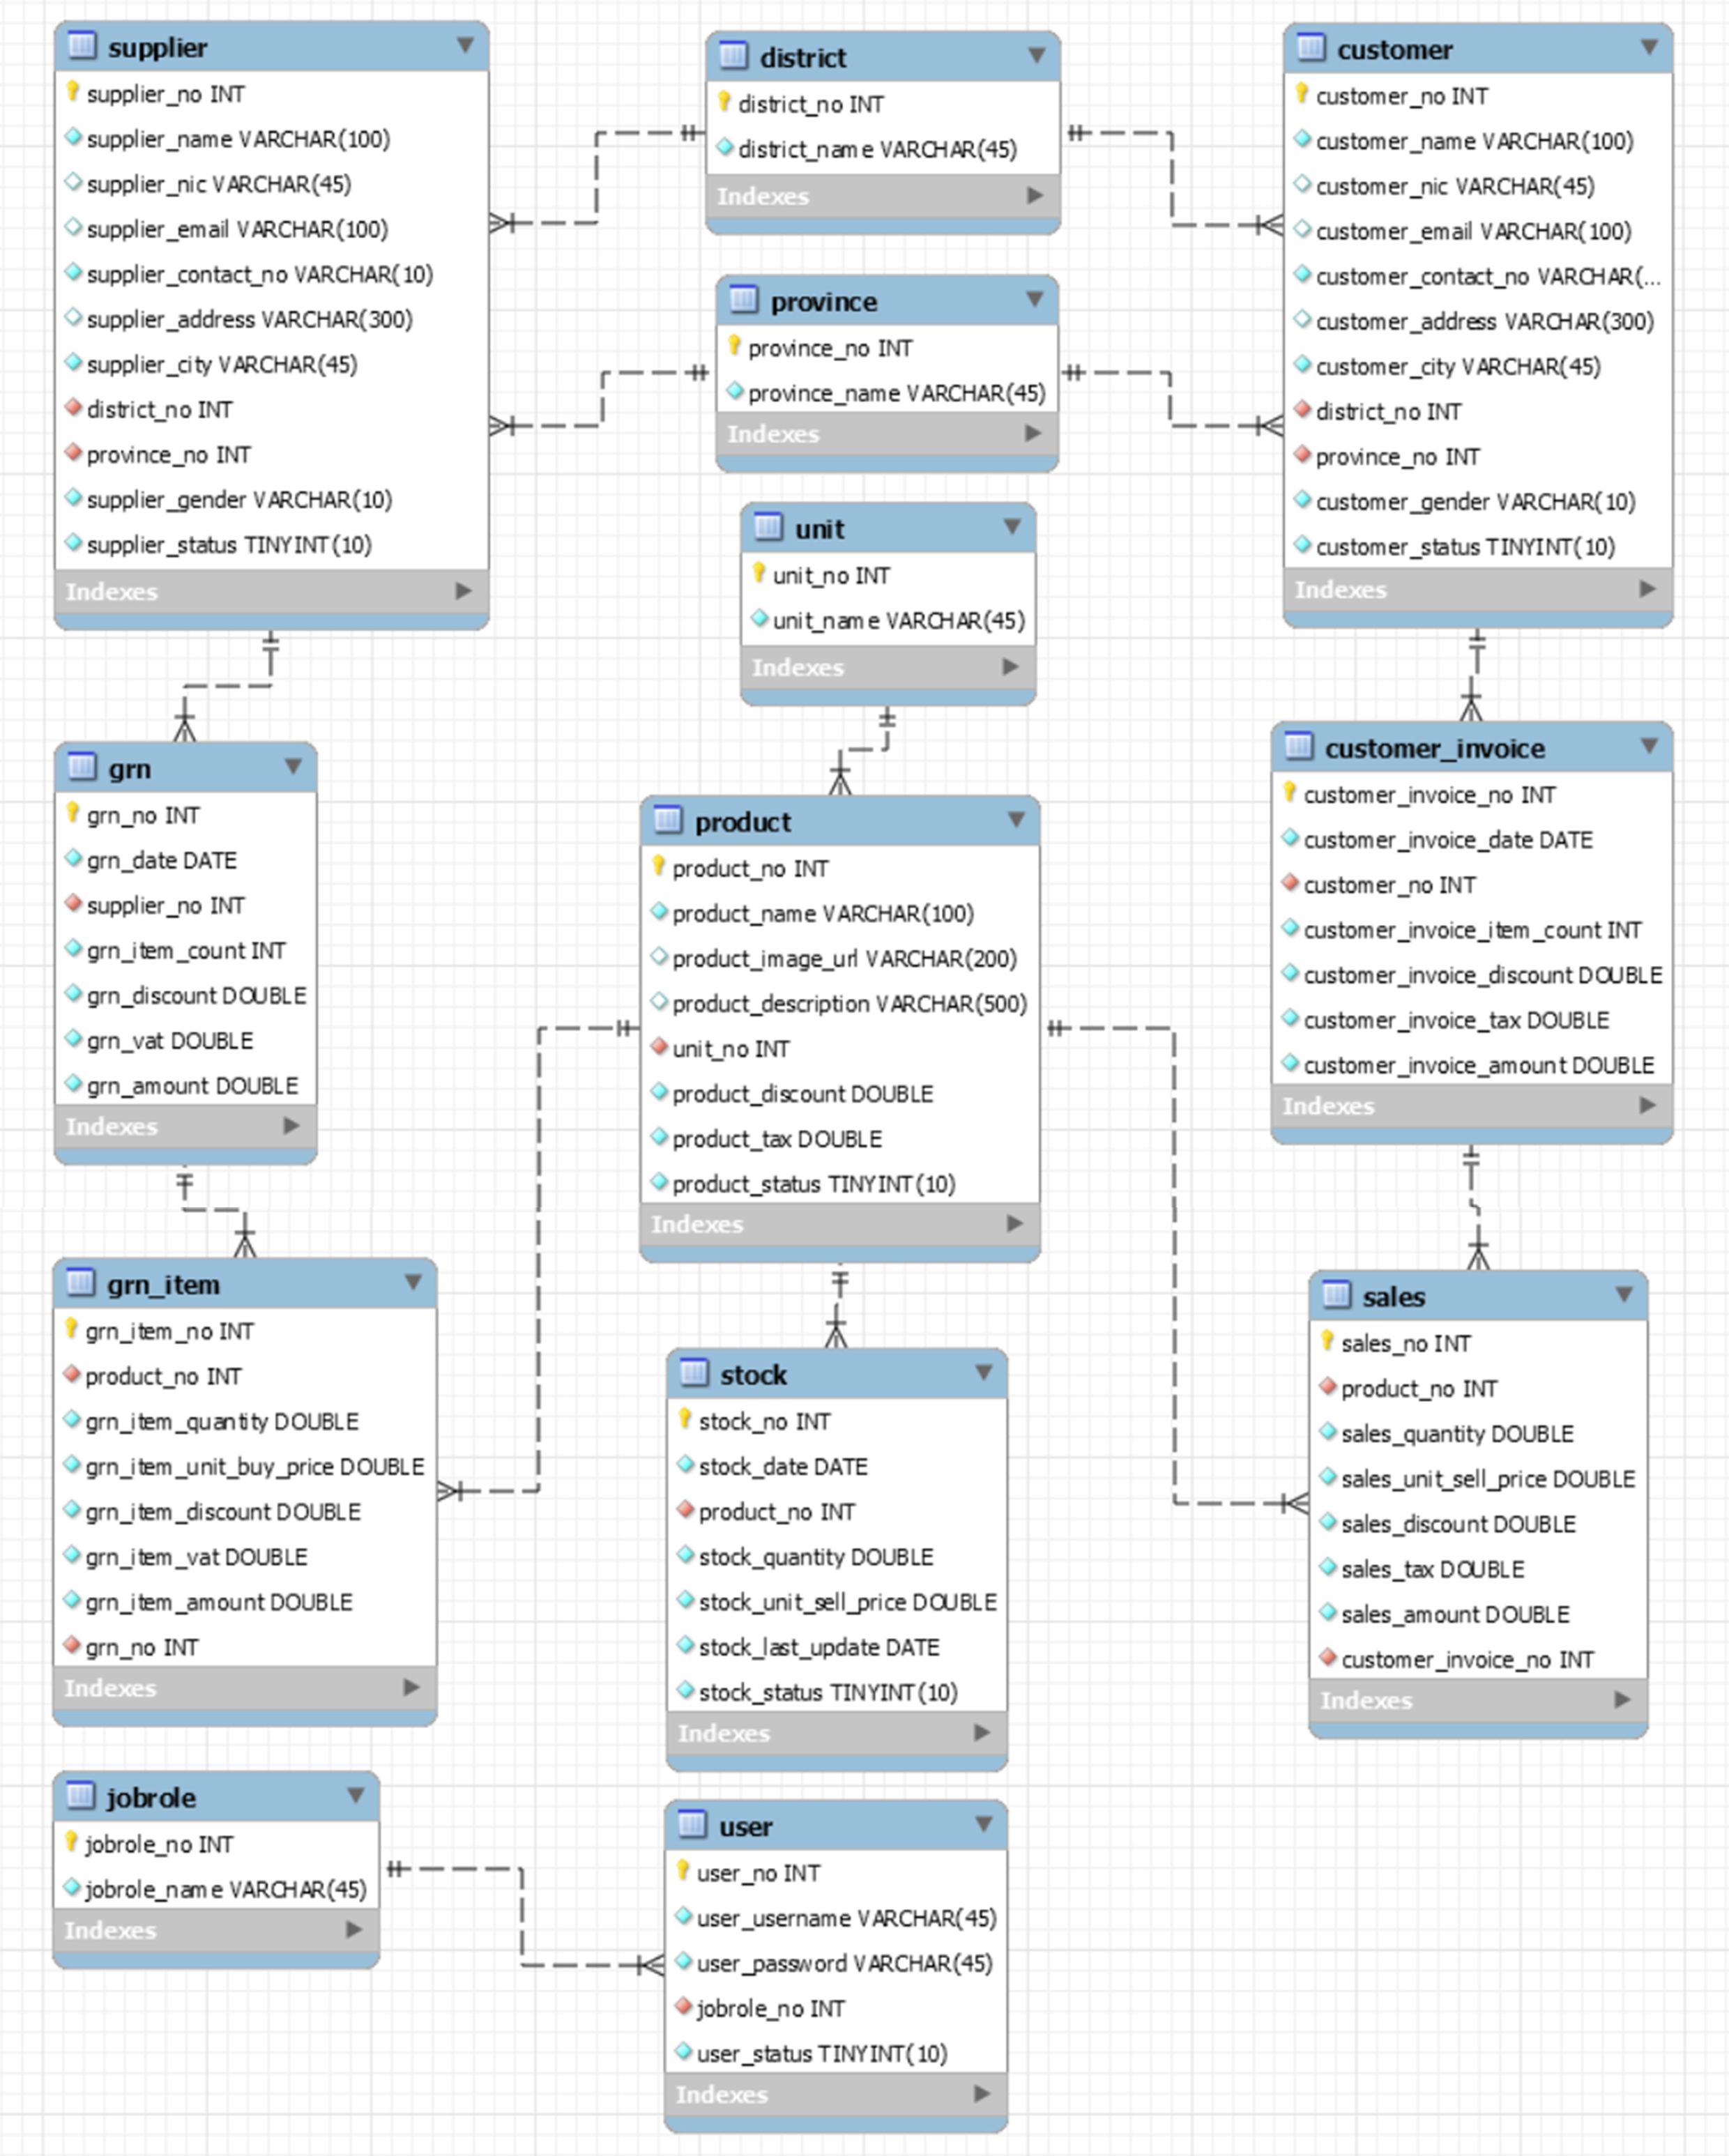 supplier
supplier_no INT
supplier_name VARCHAR(100)
supplier_nic VARCHAR(45)
supplier_email VARCHAR(100)
supplier_contact_no VARCHAR(10)
supplier_address VARCHAR(300)
supplier_city VARCHAR(45)
district_no INT
province_no INT
supplier_gender VARCHAR(10)
supplier_status TINYINT(10)
Indexes
district
district_no INT
district_name VARCHAR(45)
Indexes
customer
customer_no INT
customer_name VARCHAR(100)
customer_nic VARCHAR(45)
customer_email VARCHAR(100)
customer_contact_no VARCHAR(...
customer_address VARCHAR(300)
customer_city VARCHAR(45)
district_no INT
province_no INT
customer_gender VARCHAR(10)
customer_status TINYINT(10)
Indexes
province
province_no INT
province_name VARCHAR(45)
Indexes
unit
unit_no INT
unit_name VARCHAR(45)
Indexes
grn
grn_no INT
grn_date DATE
supplier_no INT
grn_item_count INT
grn_discount DOUBLE
grn_vat DOUBLE
grn_amount DOUBLE
Indexes
product
product_no INT
product_name VARCHAR(100)
product_image_url VARCHAR(200)
product_description VARCHAR(500)
unit_no INT
product_discount DOUBLE
product_tax DOUBLE
product_status TINYINT(10)
Indexes
customer_invoice
customer_invoice_no INT
customer_invoice_date DATE
customer_no INT
customer_invoice_item_count INT
customer_invoice_discount DOUBLE
customer_invoice_tax DOUBLE
customer_invoice_amount DOUBLE
Indexes
grn_item
grn_item_no INT
product_no INT
grn_item_quantity DOUBLE
grn_item_unit_buy_price DOUBLE
grn_item_discount DOUBLE
grn_item_vat DOUBLE
grn_item_amount DOUBLE
grn_no INT
Indexes
stock
stock_no INT
stock_date DATE
product_no INT
stock_quantity DOUBLE
stock_unit_sell_price DOUBLE
stock_last_update DATE
stock_status TINYINT(10)
Indexes
sales
sales_no INT
product_no INT
sales_quantity DOUBLE
sales_unit_sell_price DOUBLE
sales_discount DOUBLE
sales_tax DOUBLE
sales_amount DOUBLE
customer_invoice_no INT
Indexes
jobrole
jobrole_no INT
jobrole_name VARCHAR(45)
Indexes
user
user_no INT
user_username VARCHAR(45)
user_password VARCHAR(45)
jobrole_no INT
user_status TINYINT(10)
Indexes